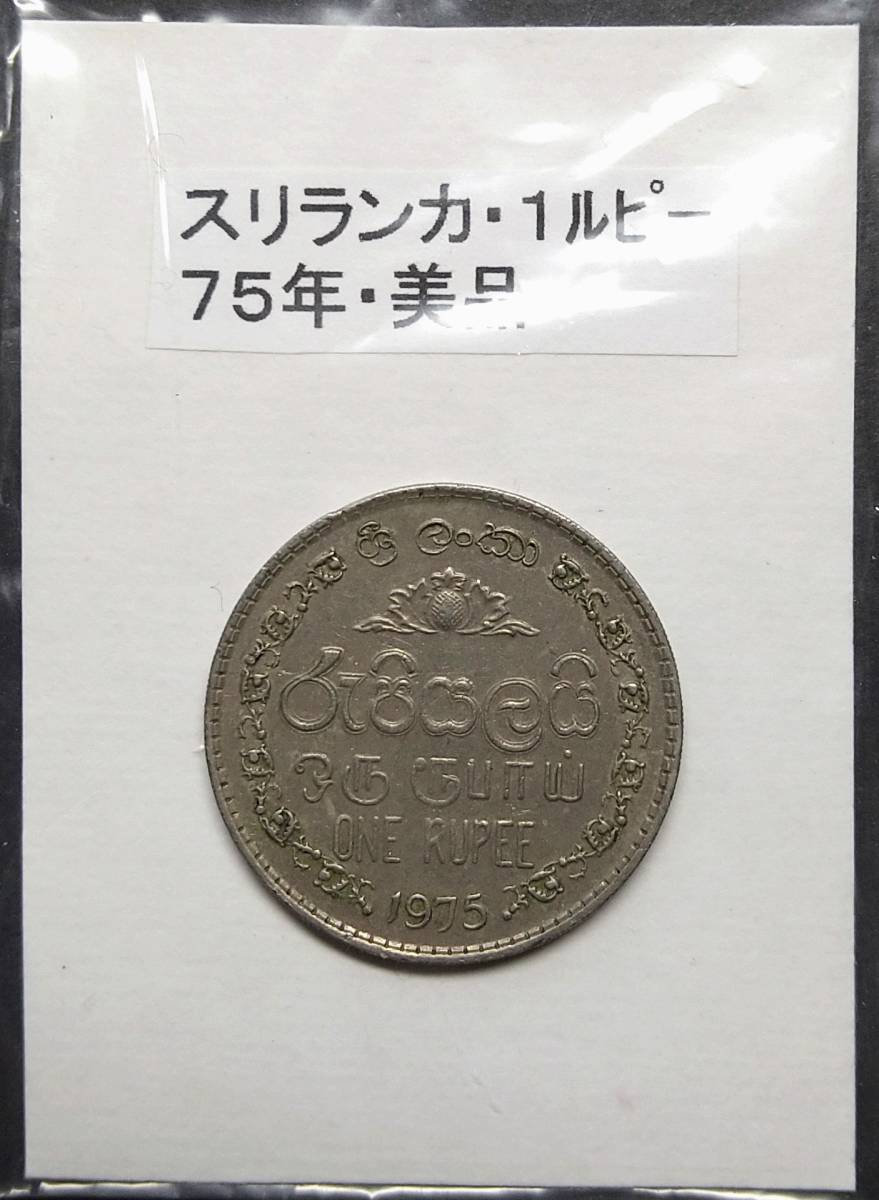 スリランカ・1ルピー
75年・美品
ශ්‍රී ලංකා
රුපියලයි
ஒரு ரூபாய்
ONE RUPEE
1975